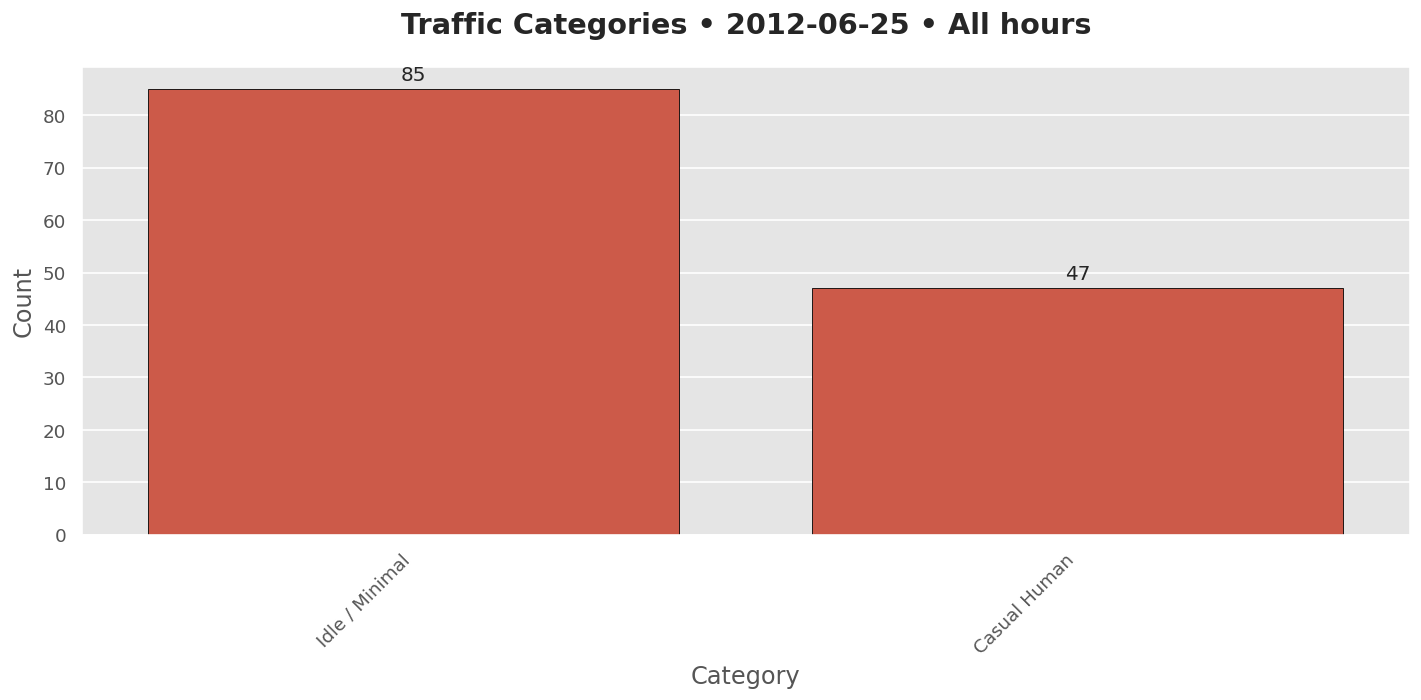 Traffic Categories • 2012-06-25 • All hours
85
80
70
60
50
47
40
30
20
10
0
Count
Idle / Minimal
Casual Human
Category